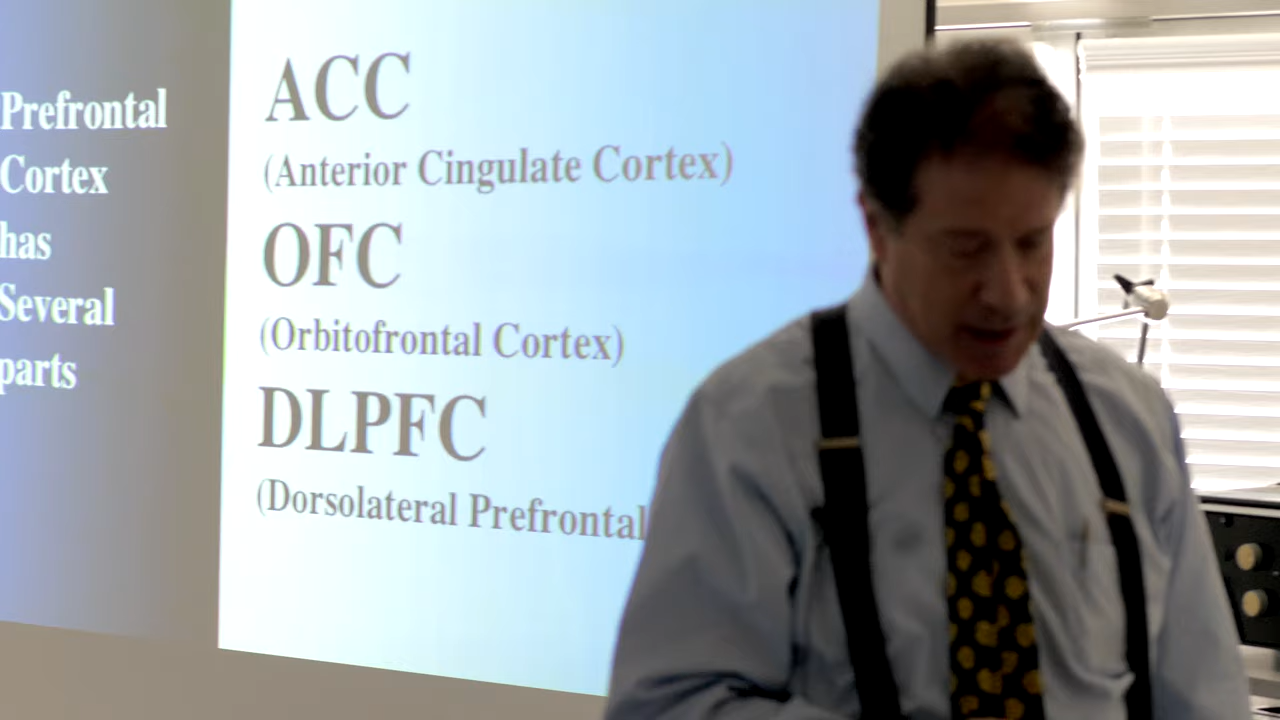 Prefrontal
Cortex
has
Several
parts
ACC
(Anterior Cingulate Cortex)
OFC
(Orbitofrontal Cortex)
DLPFC
(Dorsolateral Prefrontal